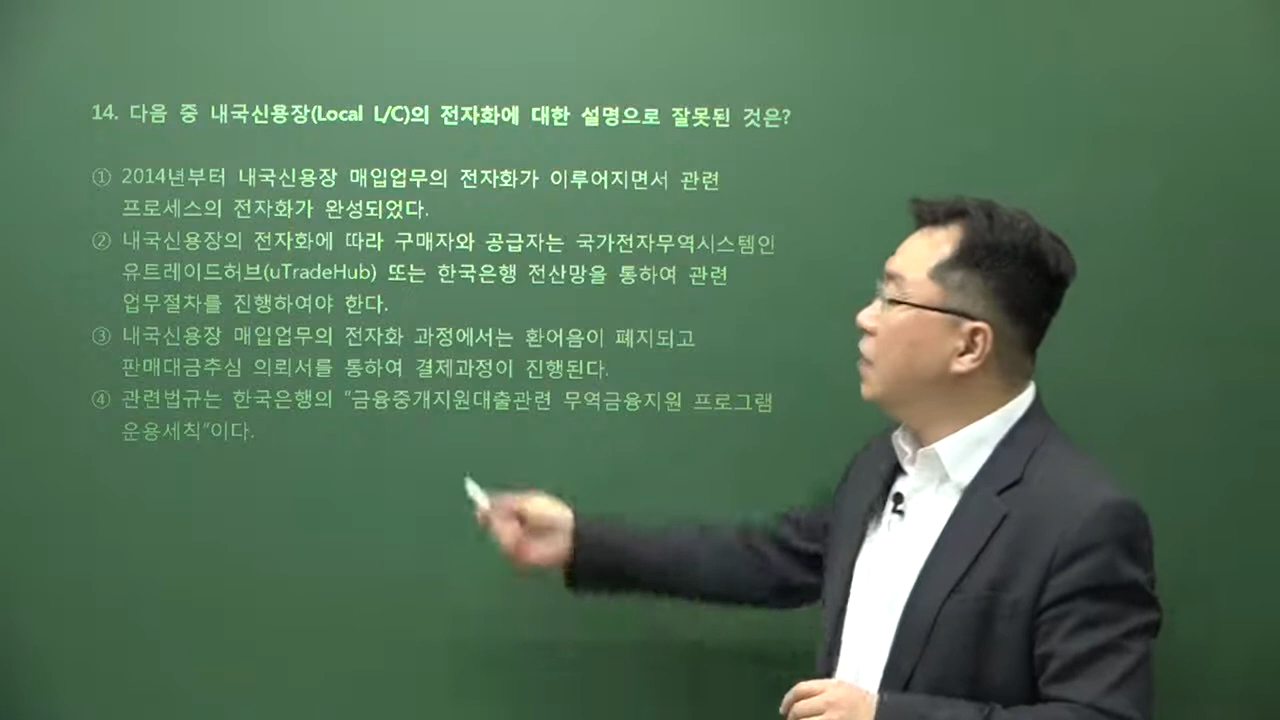 14. 다음 중 내국신용장(Local L/C)의 전자화에 대한 설명으로 잘못된 것은?
① 2014년부터 내국신용장 매입업무의 전자화가 이루어지면서 관련
프로세스의 전자화가 완성되었다.
② 내국신용장의 전자화에 따라 구매자와 공급자는 국가전자무역시스템인
유트레이드허브(uTradeHub) 또는 한국은행 전산망을 통하여 관련
업무절차를 진행하여야 한다.
③ 내국신용장 매입업무의 전자화 과정에서는 환어음이 폐지되고
판매대금추심 의뢰서를 통하여 결제과정이 진행된다.
④ 관련법규는 한국은행의 "금융중개지원대출관련 무역금융지원 프로그램
운용세칙"이다.